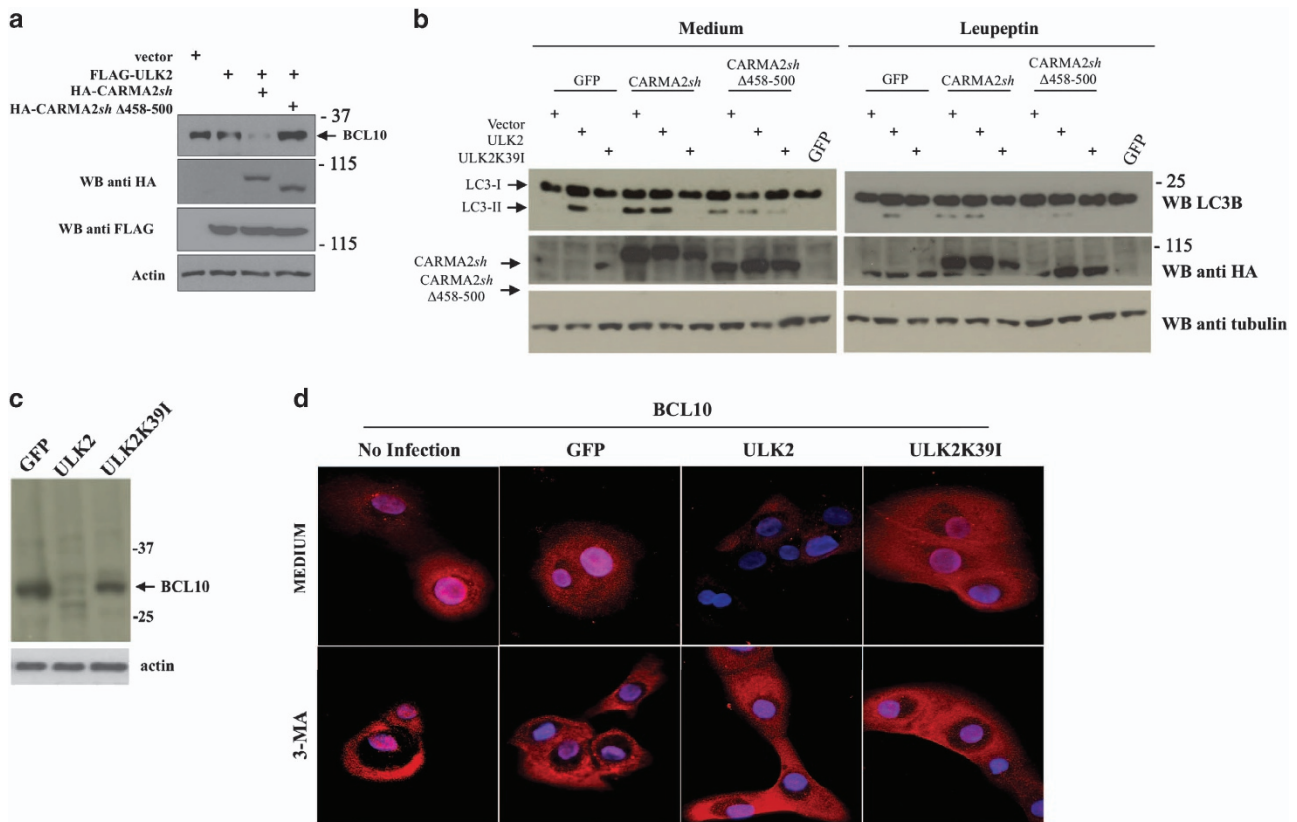 a
vector +
FLAG-ULK2 + + +
HA-CARMA2sh +
HA-CARMA2sh Δ458-500 +
- 37
BCL10
- 115
WB anti HA
WB anti FLAG
- 115
Actin
b
Medium Leupeptin
GFP CARMA2sh CARMA2sh Δ458-500 GFP CARMA2sh CARMA2sh Δ458-500
Vector + + + + + +
ULK2 + + + + + +
ULK2K39I + + + + + +
GFP GFP
LC3-I
LC3-II
- 25
WB LC3B
- 115
CARMA2sh
WB anti HA
CARMA2sh
Δ458-500
WB anti tubulin
c
GFP ULK2 ULK2K39I
-37
BCL10
-25
actin
d
BCL10
No Infection GFP ULK2 ULK2K39I
MEDIUM
3-MA